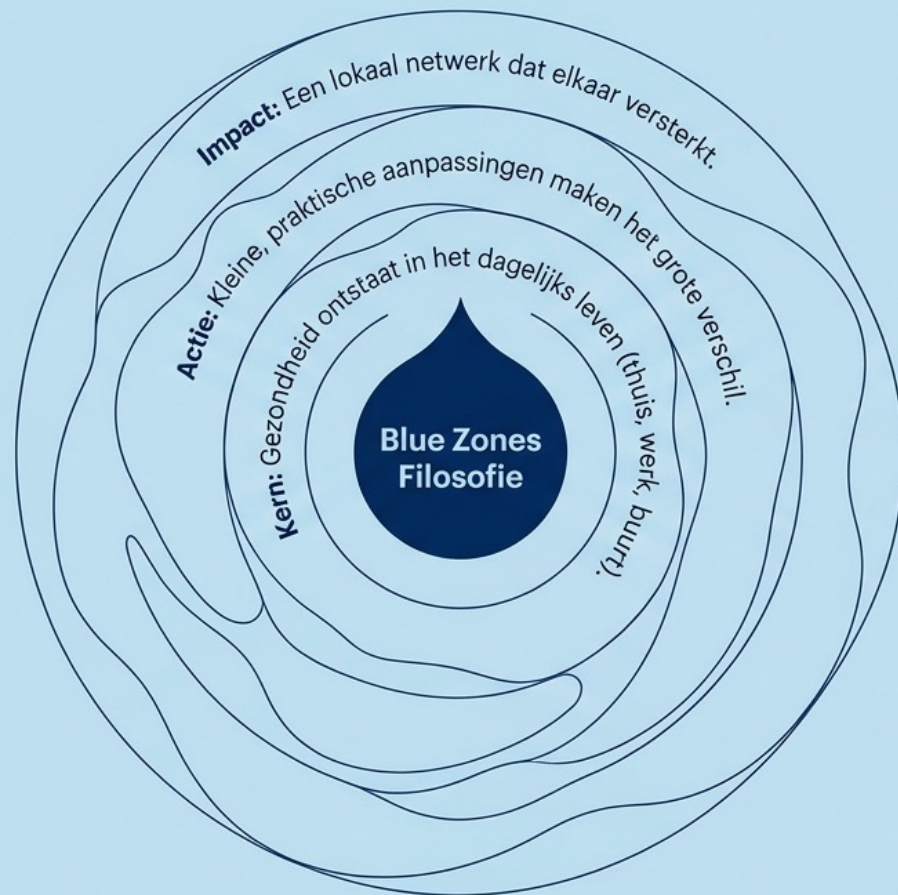 Impact: Een lokaal netwerk dat elkaar versterkt.
Actie: Kleine, praktische aanpassingen maken het grote verschil.
Kern: Gezondheid ontstaat in het dagelijks leven (thuis, werk, buurt).
Blue Zones
Filosofie